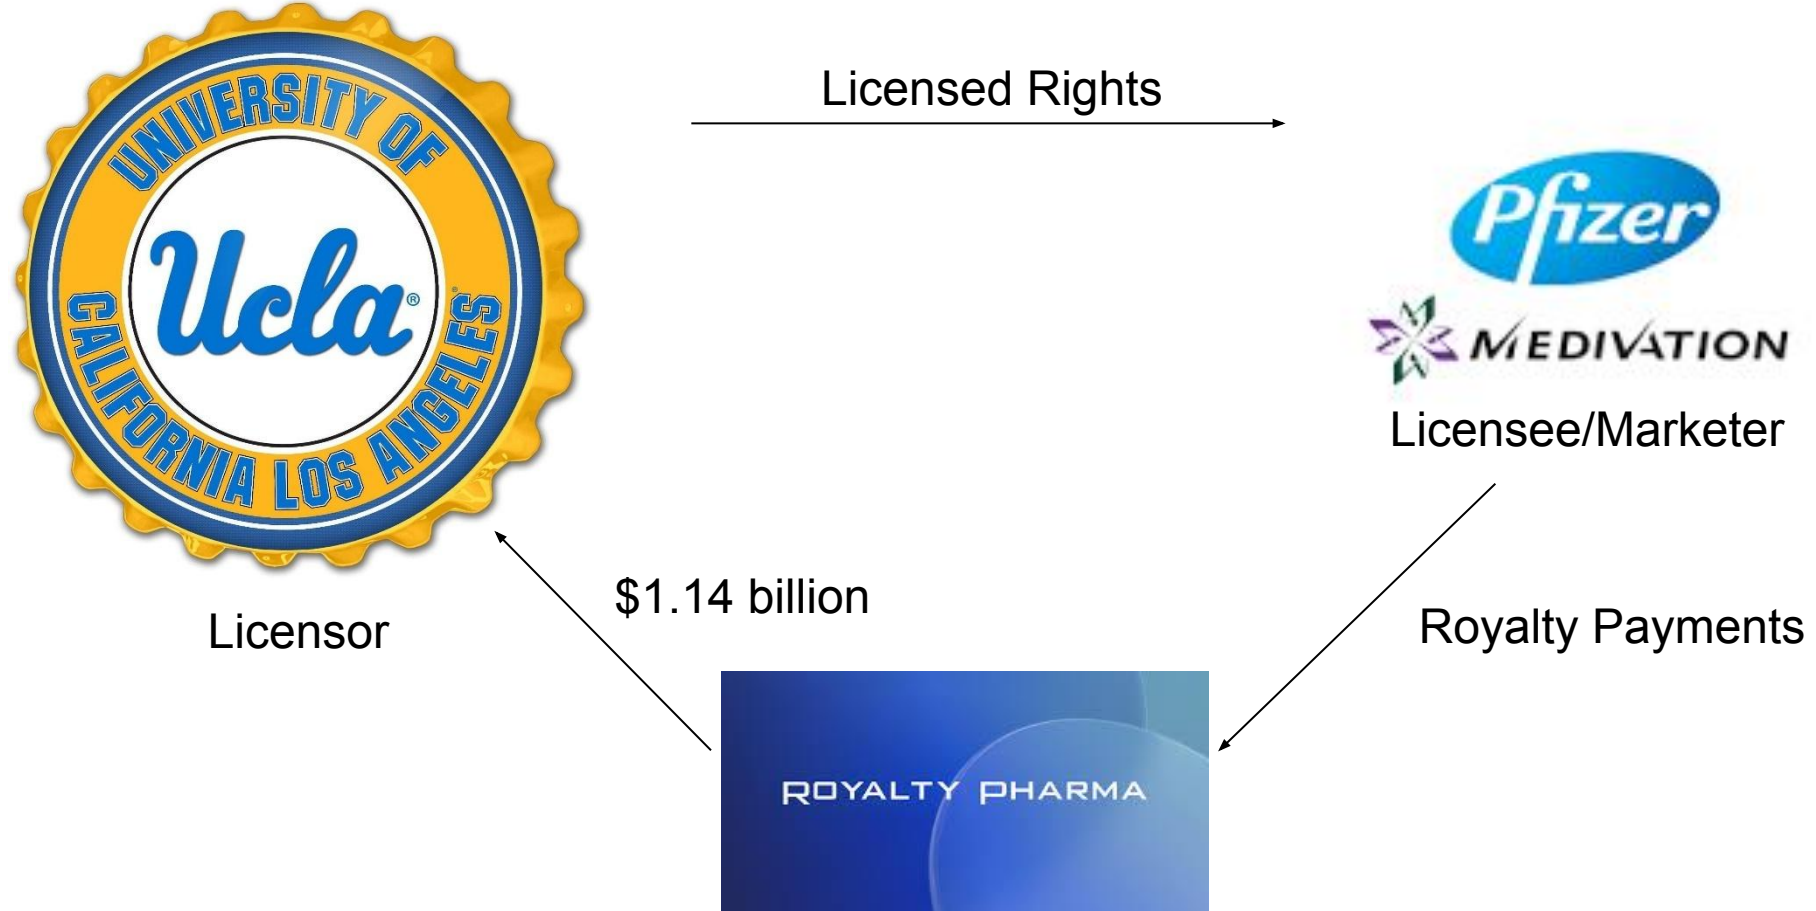 UNIVERSITY OF
Ucla®
CALIFORNIA LOS ANGELES®
Licensor
Licensed Rights
Pfizer
MEDIVATION
Licensee/Marketer
$1.14 billion
Royalty Payments
ROYALTY PHARMA